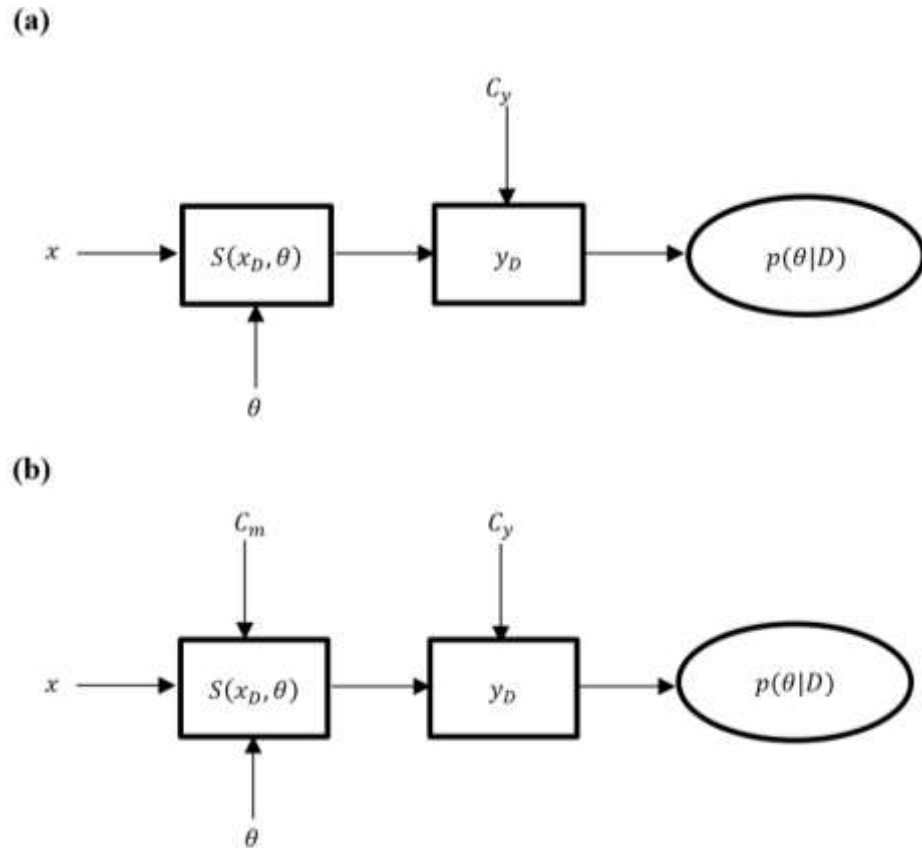 (a)
C_y
x
S(x_D, θ)
y_D
p(θ|D)
θ
(b)
C_m
C_y
x
S(x_D, θ)
y_D
p(θ|D)
θ